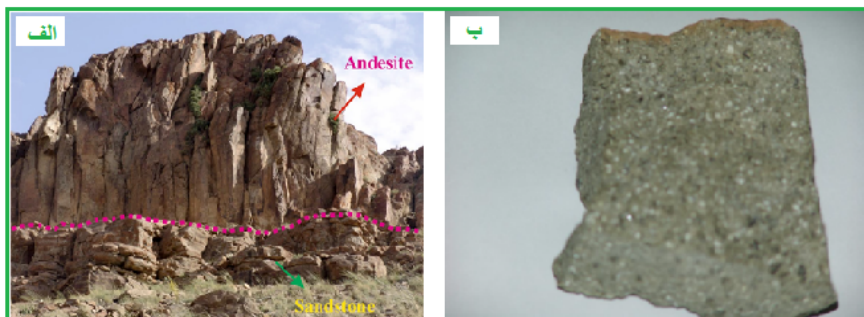 الف
Andesite
Sandstone
ب